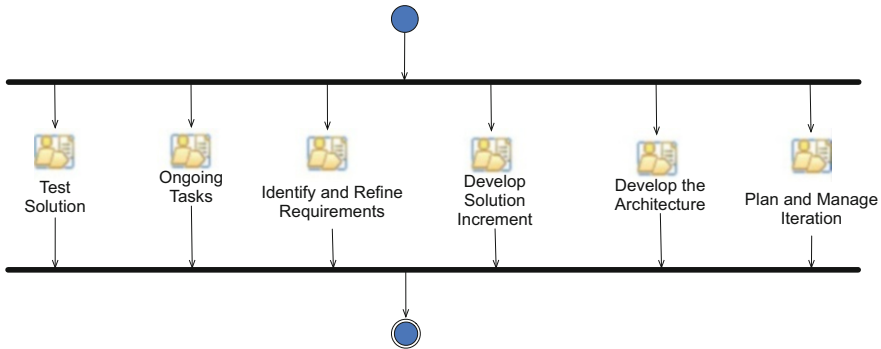 Test
Solution
Ongoing
Tasks
Identify and Refine
Requirements
Develop
Solution
Increment
Develop the
Architecture
Plan and Manage
Iteration